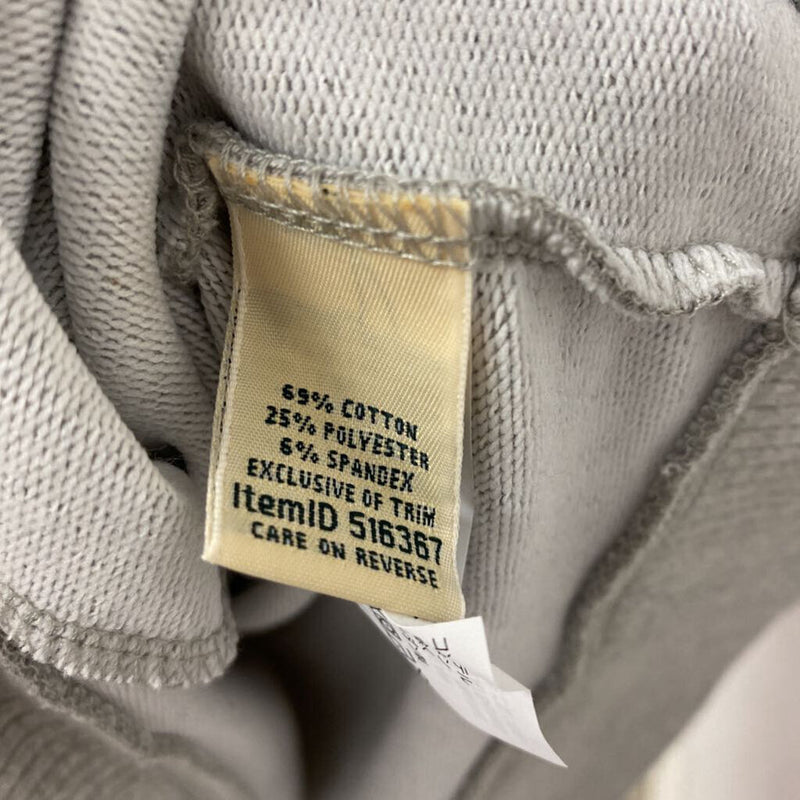 69% COTTON
25% POLYESTER
6% SPANDEX
EXCLUSIVE OF TRIM
ItemID 516367
CARE ON REVERSE